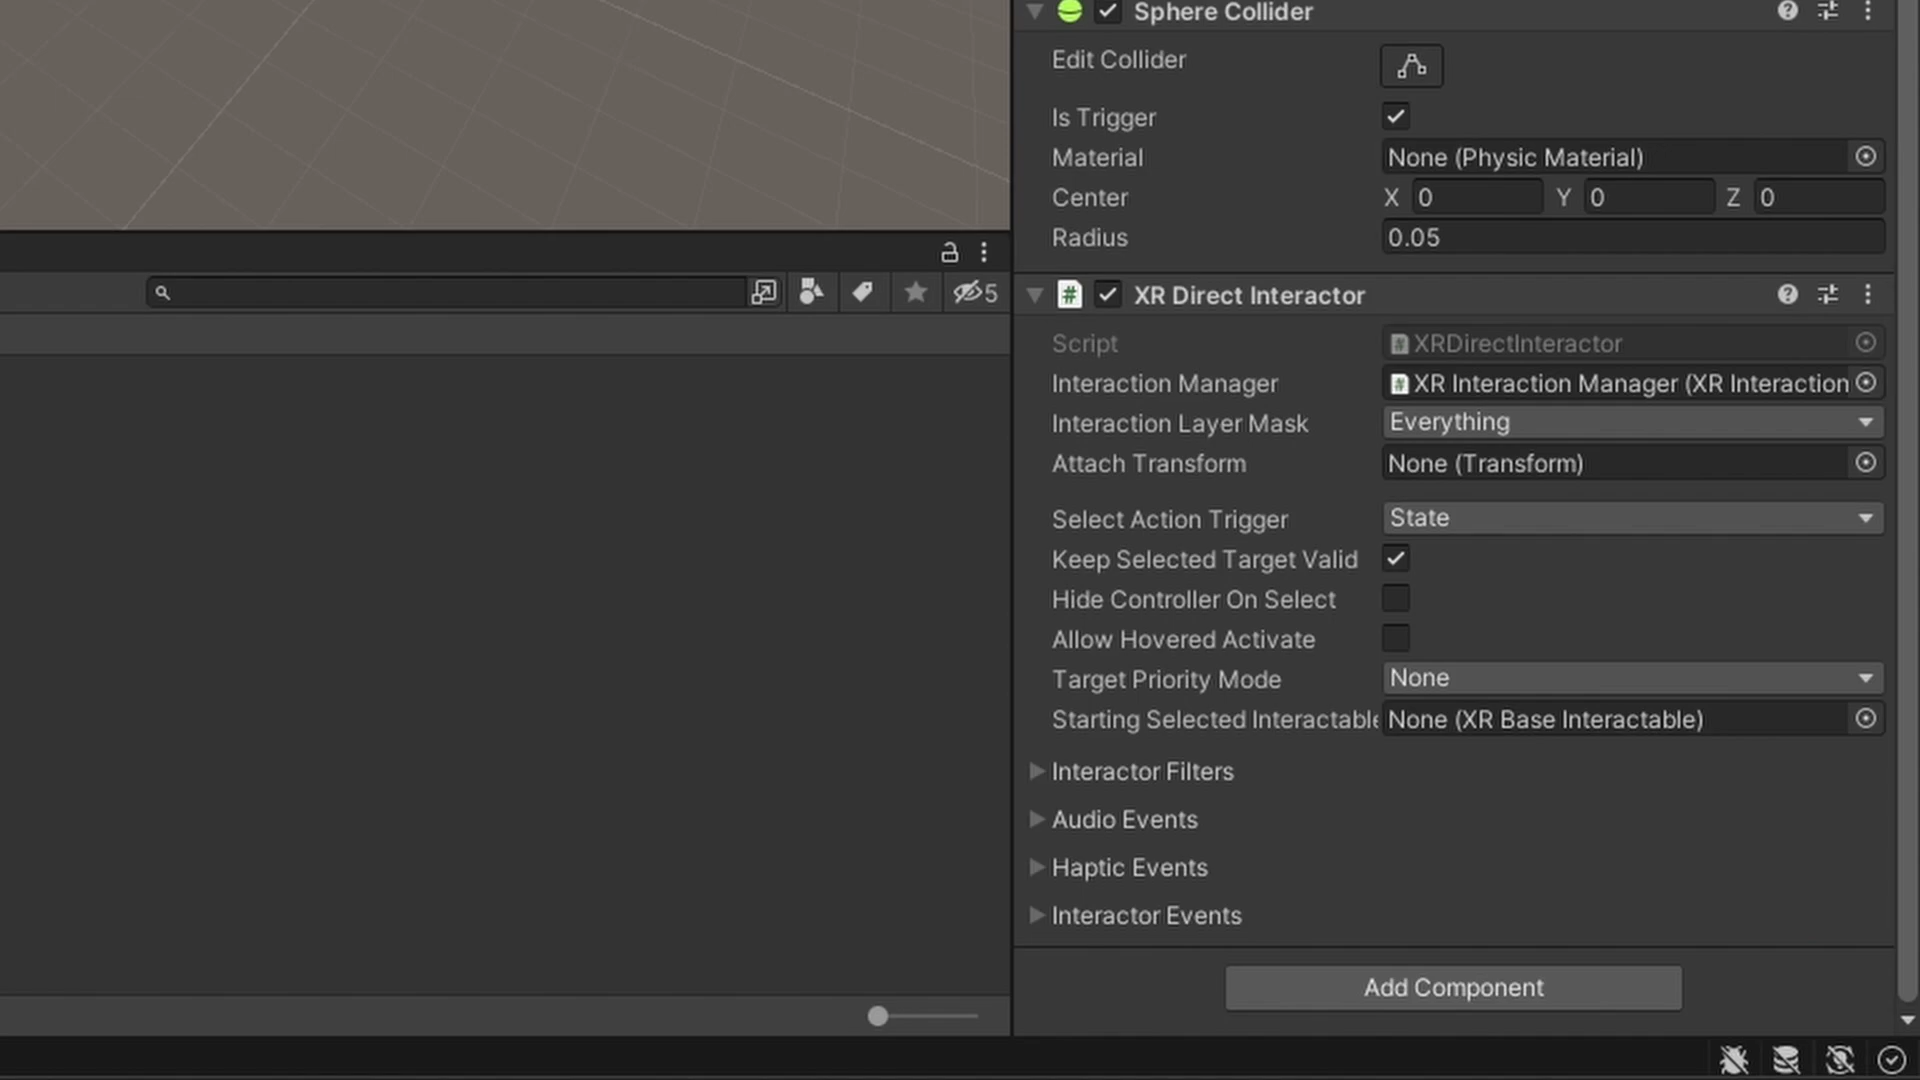 Sphere Collider
Edit Collider
Is Trigger
Material None (Physic Material)
Center X 0 Y 0 Z 0
Radius 0.05
5
XR Direct Interactor
Script XRDirectInteractor
Interaction Manager XR Interaction Manager (XR Interaction
Interaction Layer Mask Everything
Attach Transform None (Transform)
Select Action Trigger State
Keep Selected Target Valid
Hide Controller On Select
Allow Hovered Activate
Target Priority Mode None
Starting Selected Interactable None (XR Base Interactable)
Interactor Filters
Audio Events
Haptic Events
Interactor Events
Add Component